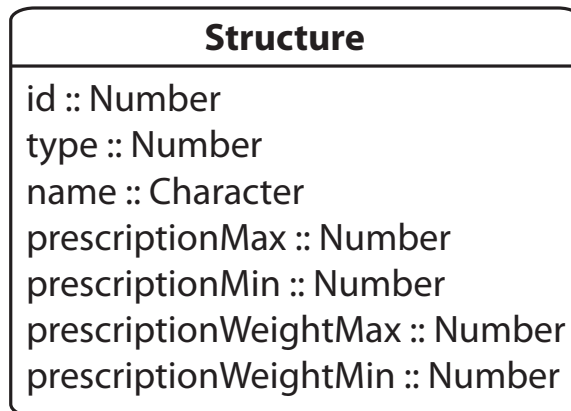 Structure
id :: Number
type :: Number
name :: Character
prescriptionMax :: Number
prescriptionMin :: Number
prescriptionWeightMax :: Number
prescriptionWeightMin :: Number